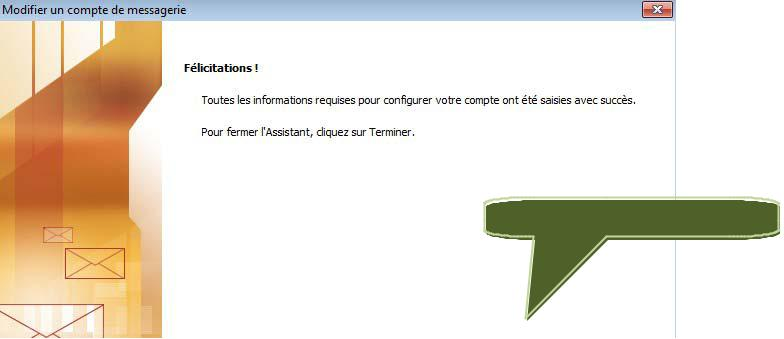 Modifier un compte de messagerie
Félicitations !
Toutes les informations requises pour configurer votre compte ont été saisies avec succès.
Pour fermer l'Assistant, cliquez sur Terminer.